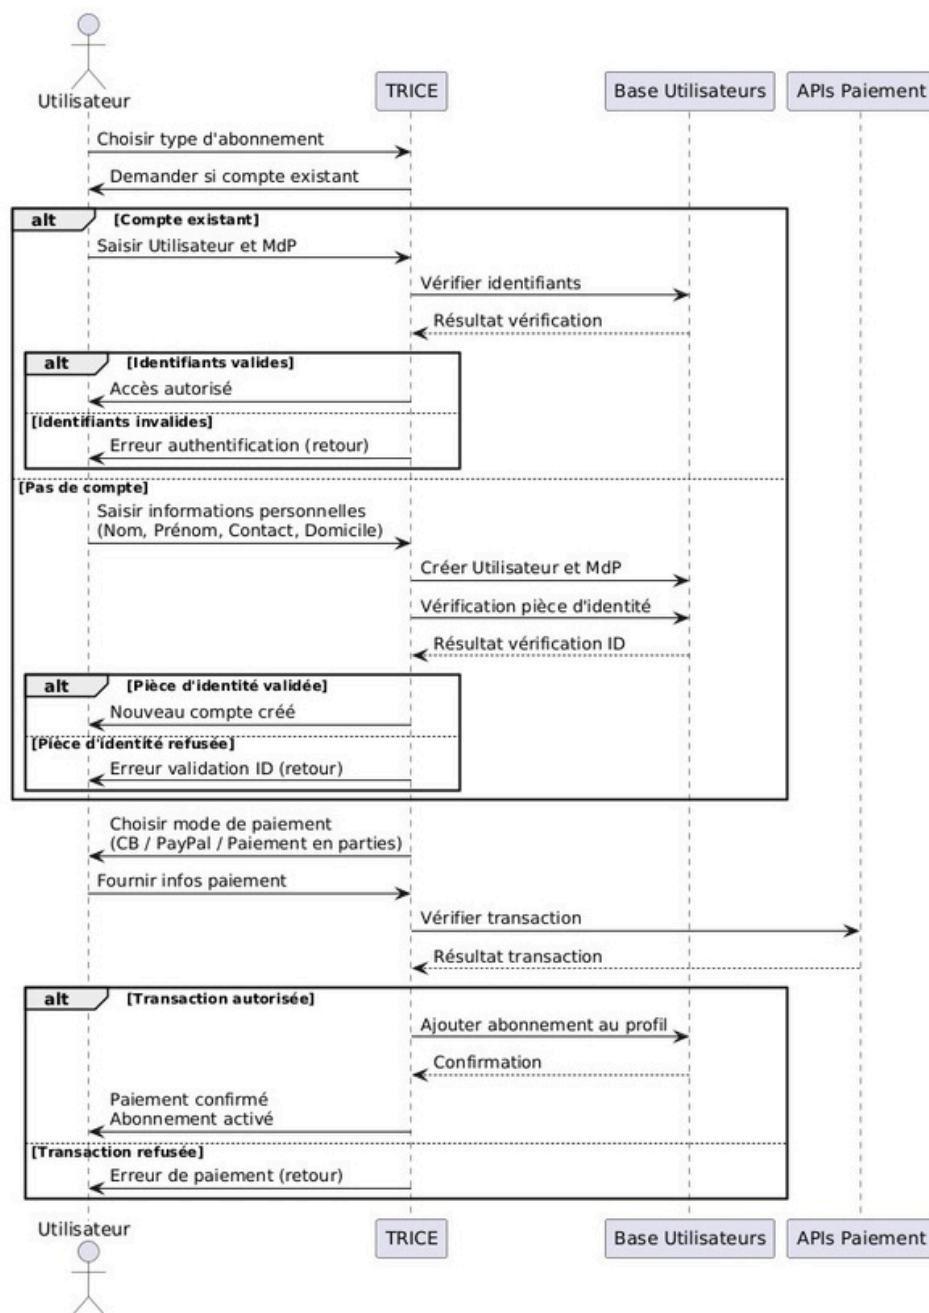 Utilisateur
TRICE
Base Utilisateurs
APIs Paiement
Choisir type d'abonnement
Demander si compte existant
alt
[Compte existant]
Saisir Utilisateur et MdP
Vérifier identifiants
Résultat vérification
alt
[Identifiants valides]
Accès autorisé
[Identifiants invalides]
Erreur authentification (retour)
[Pas de compte]
Saisir informations personnelles
(Nom, Prénom, Contact, Domicile)
Créer Utilisateur et MdP
Vérification pièce d'identité
Résultat vérification ID
alt
[Pièce d'identité validée]
Nouveau compte créé
[Pièce d'identité refusée]
Erreur validation ID (retour)
Choisir mode de paiement
(CB / PayPal / Paiement en parties)
Fournir infos paiement
Vérifier transaction
Résultat transaction
alt
[Transaction autorisée]
Ajouter abonnement au profil
Confirmation
Paiement confirmé
Abonnement activé
[Transaction refusée]
Erreur de paiement (retour)
Utilisateur
TRICE
Base Utilisateurs
APIs Paiement